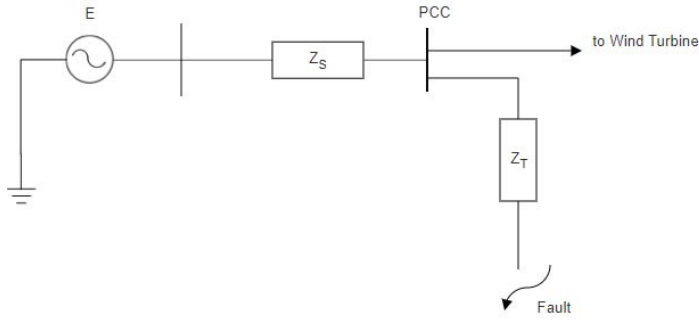 E
PCC
to Wind Turbine
Z_S
Z_T
Fault